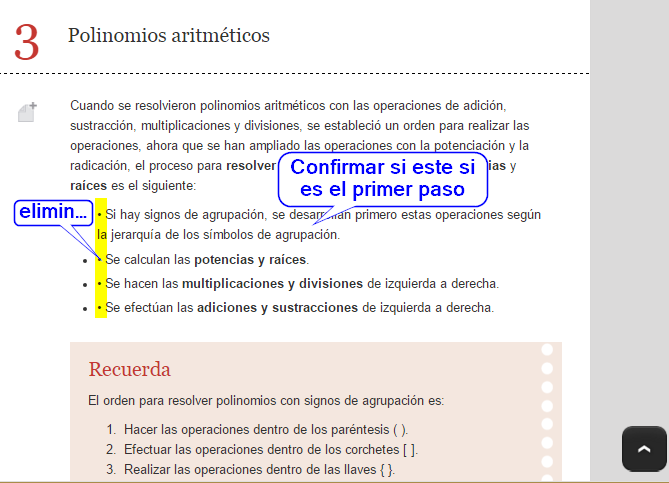 3 Polinomios aritméticos
Cuando se resolvieron polinomios aritméticos con las operaciones de adición,
sustracción, multiplicaciones y divisiones, se estableció un orden para realizar las
operaciones, ahora que se han ampliado las operaciones con la potenciación y la
radicación, el proceso para resolver
y
raíces es el siguiente:
Confirmar si este si
es el primer paso
elimin...
• Si hay signos de agrupación, se desarrollan primero estas operaciones según
la jerarquía de los símbolos de agrupación.
• • Se calculan las potencias y raíces.
• • Se hacen las multiplicaciones y divisiones de izquierda a derecha.
• • Se efectúan las adiciones y sustracciones de izquierda a derecha.
Recuerda
El orden para resolver polinomios con signos de agrupación es:
1. Hacer las operaciones dentro de los paréntesis ( ).
2. Efectuar las operaciones dentro de los corchetes [ ].
3. Realizar las operaciones dentro de las llaves { }.